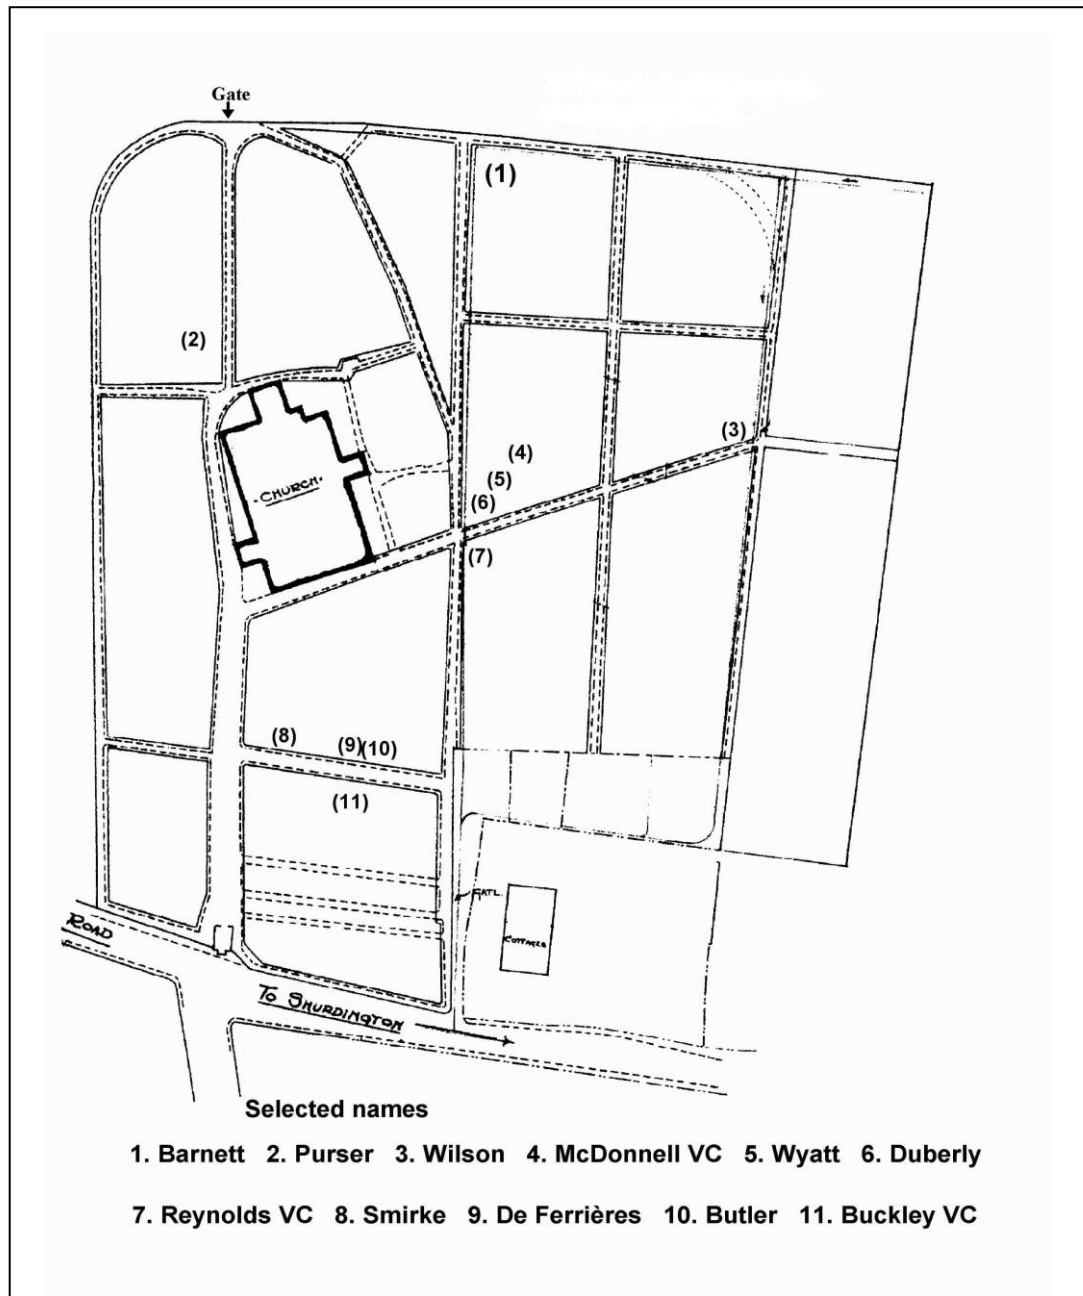 Gate
(1)
(2)
(3)
(4)
(5)
(6)
CHURCH
(7)
(8)
(9)(10)
(11)
CATL.
COTTAGES
ROAD
TO SHURDINGTON
Selected names
1. Barnett 2. Purser 3. Wilson 4. McDonnell VC 5. Wyatt 6. Duberly
7. Reynolds VC 8. Smirke 9. De Ferrières 10. Butler 11. Buckley VC